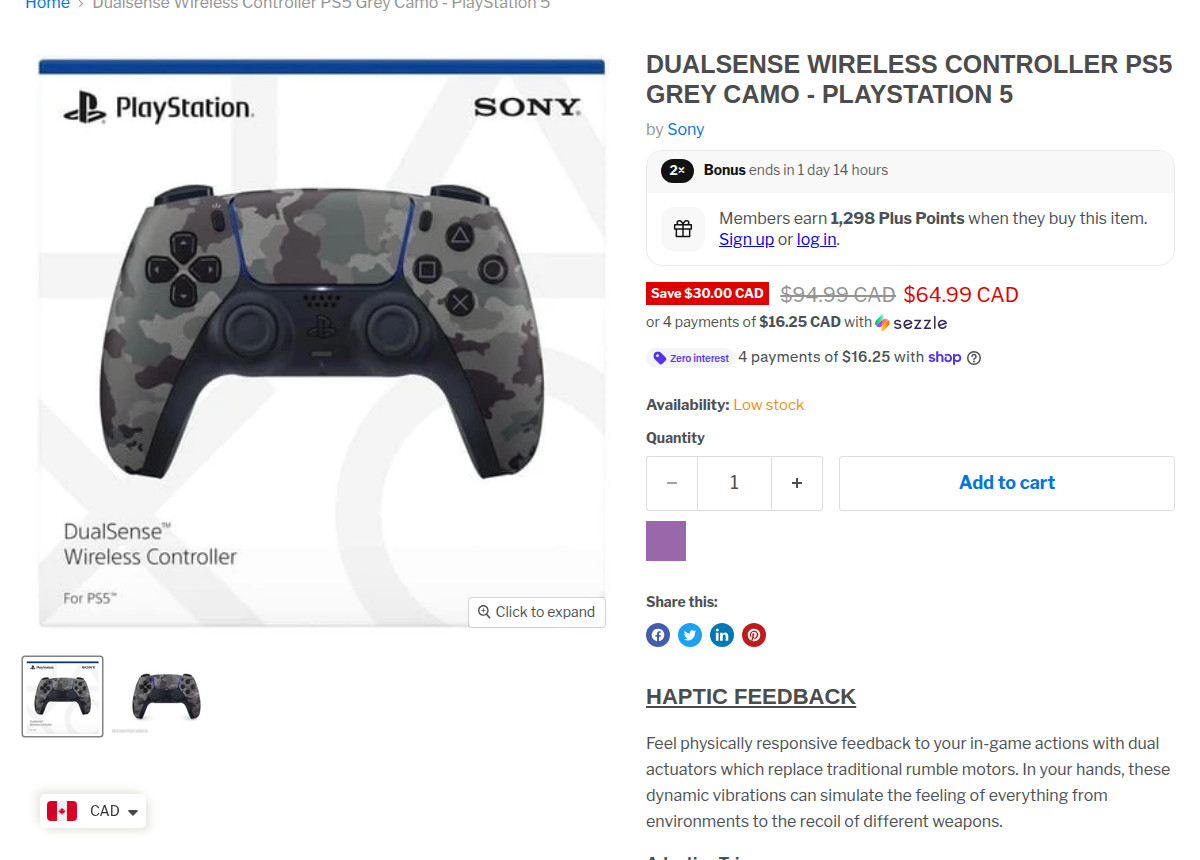 Home › Dualsense Wireless Controller PS5 Grey Camo - PlayStation 5
PlayStation.
SONY.
DualSense™
Wireless Controller
For PS5™
Click to expand
CAD
DUALSENSE WIRELESS CONTROLLER PS5
GREY CAMO - PLAYSTATION 5
by Sony
2× Bonus ends in 1 day 14 hours
Members earn 1,298 Plus Points when they buy this item.
Sign up or log in.
Save $30.00 CAD $94.99 CAD $64.99 CAD
or 4 payments of $16.25 CAD with sezzle
Zero interest 4 payments of $16.25 with shop
Availability: Low stock
Quantity
− 1 + Add to cart
Share this:
HAPTIC FEEDBACK
Feel physically responsive feedback to your in-game actions with dual
actuators which replace traditional rumble motors. In your hands, these
dynamic vibrations can simulate the feeling of everything from
environments to the recoil of different weapons.